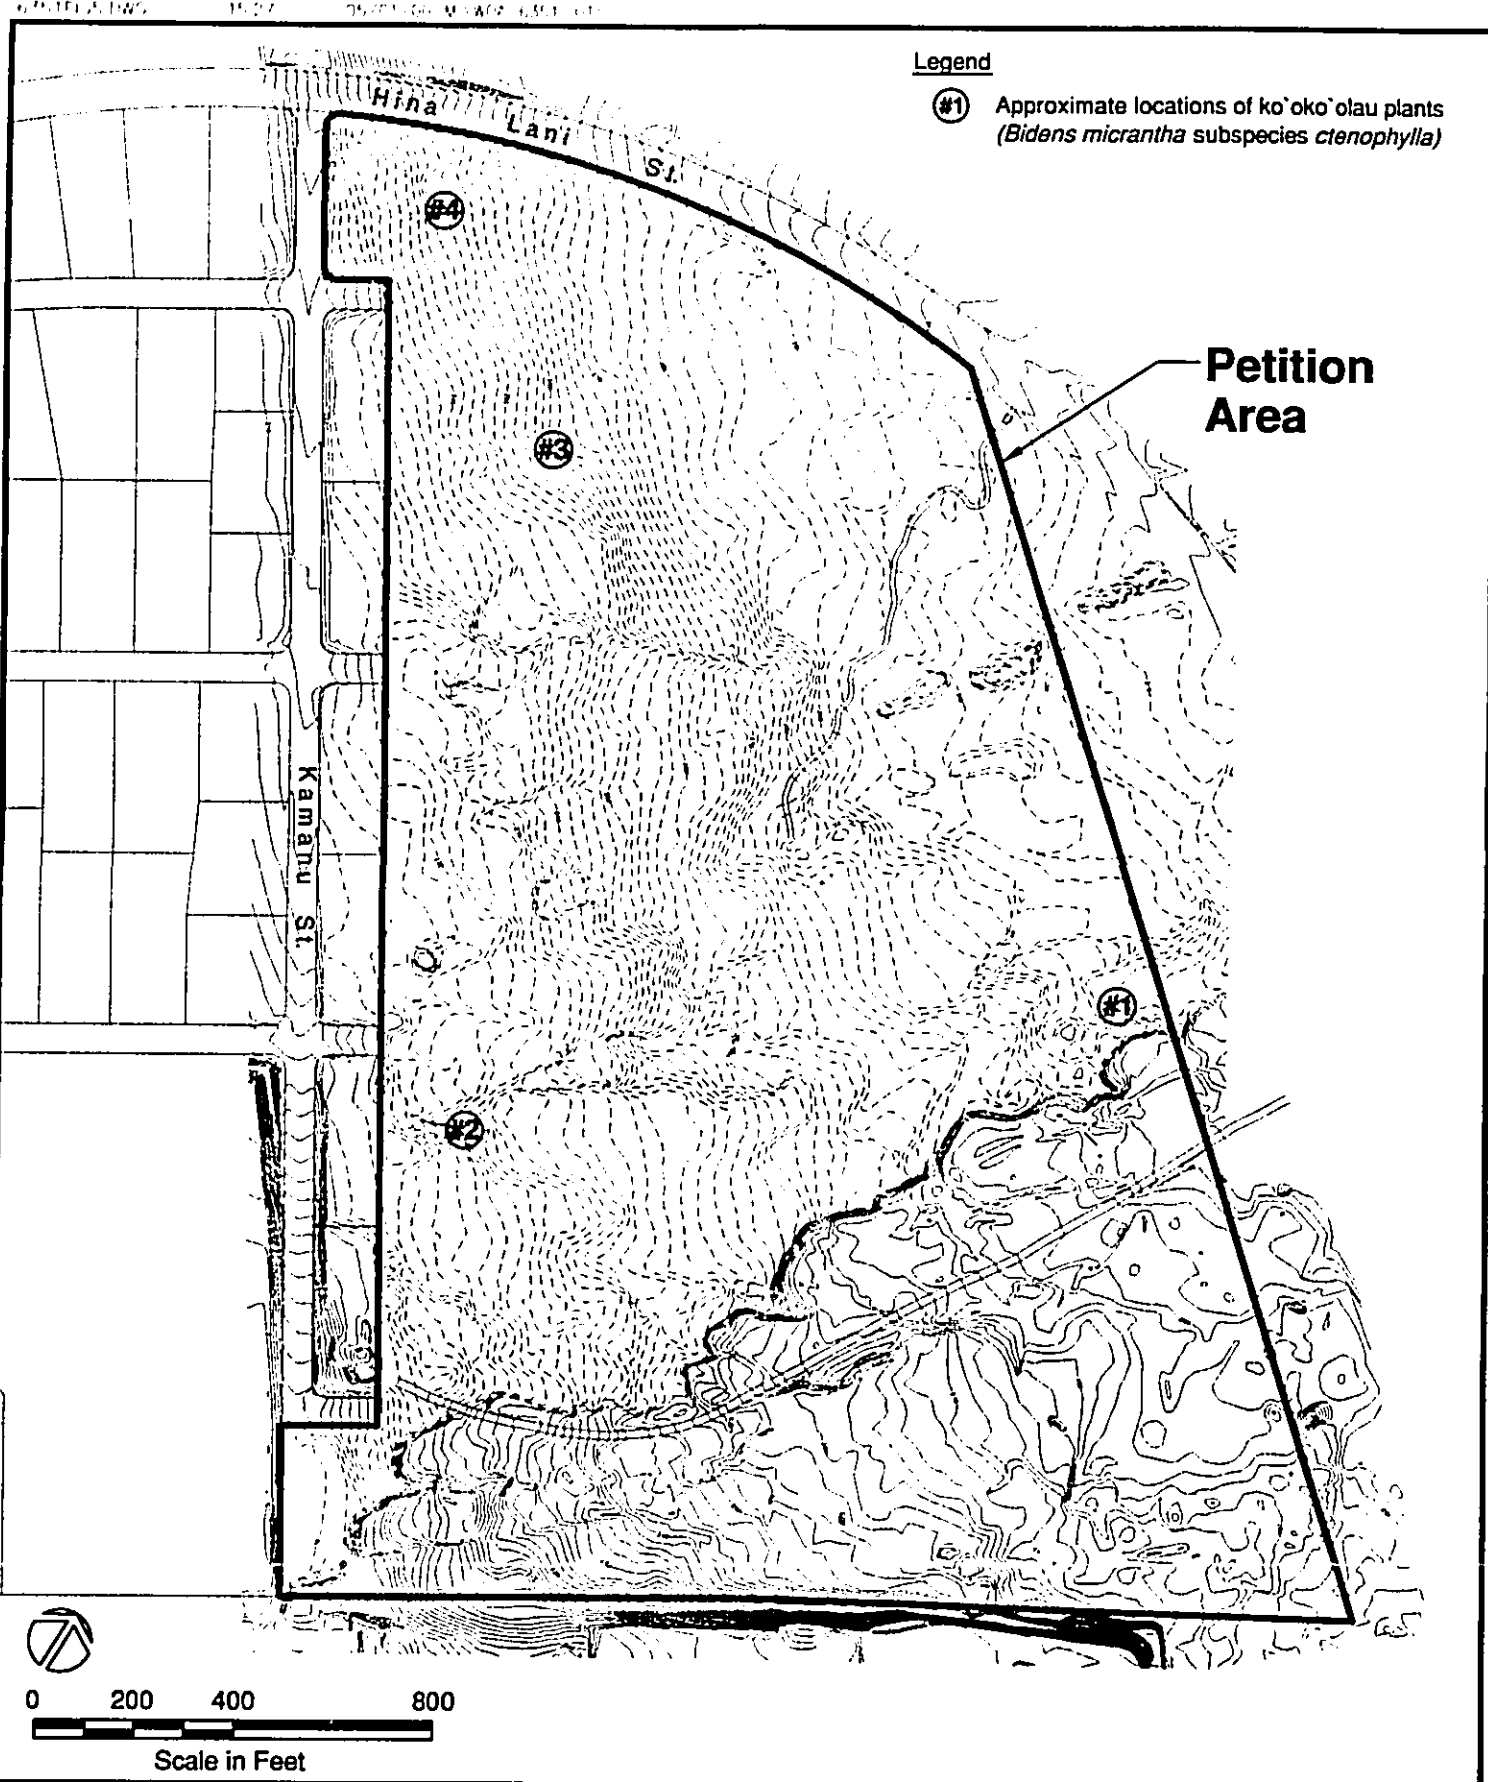 Legend
#1 Approximate locations of ko`oko`olau plants
(Bidens micrantha subspecies ctenophylla)
Hina Lani St.
#4
Petition
Area
#3
Kamanu St
#1
#2
0 200 400 800
Scale in Feet